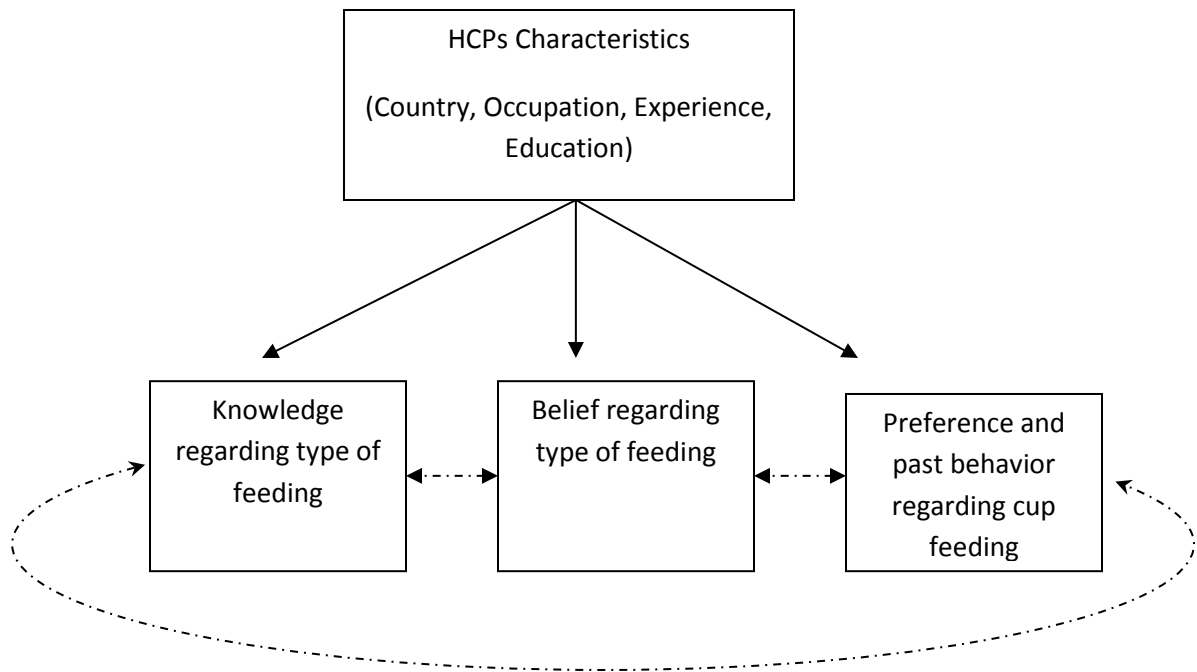 HCPs Characteristics
(Country, Occupation, Experience,
Education)
Knowledge
regarding type of
feeding
Belief regarding
type of feeding
Preference and
past behavior
regarding cup
feeding